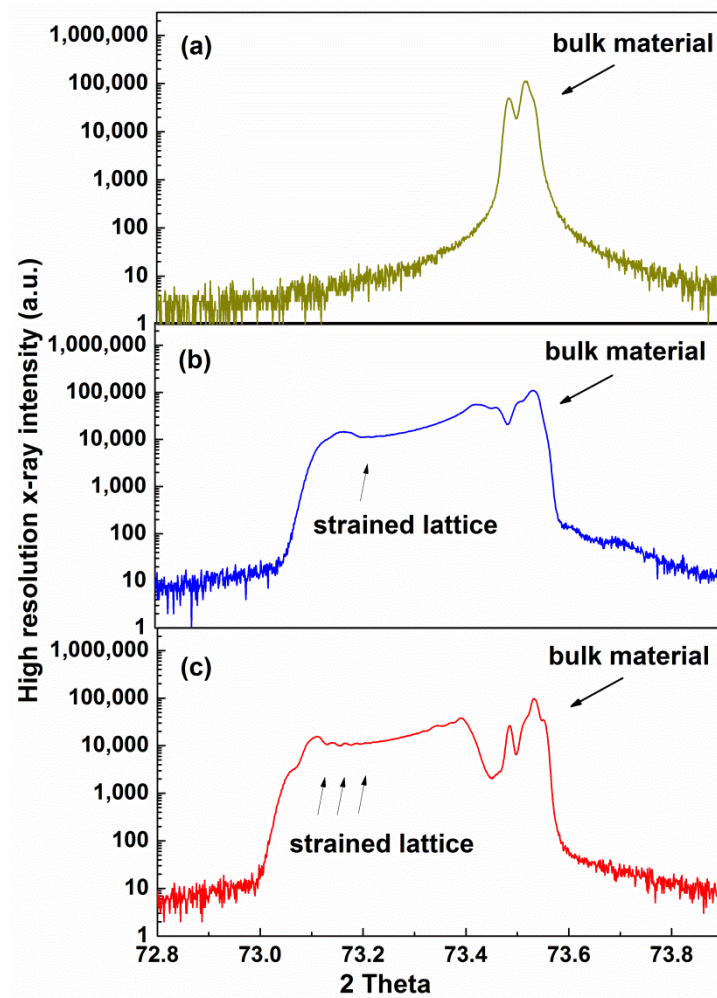 High resolution x-ray intensity (a.u.)
(a)
bulk material
1,000,000
100,000
10,000
1,000
100
10
1
(b)
bulk material
strained lattice
1,000,000
100,000
10,000
1,000
100
10
1
(c)
bulk material
strained lattice
1,000,000
100,000
10,000
1,000
100
10
1
72.8 73.0 73.2 73.4 73.6 73.8
2 Theta